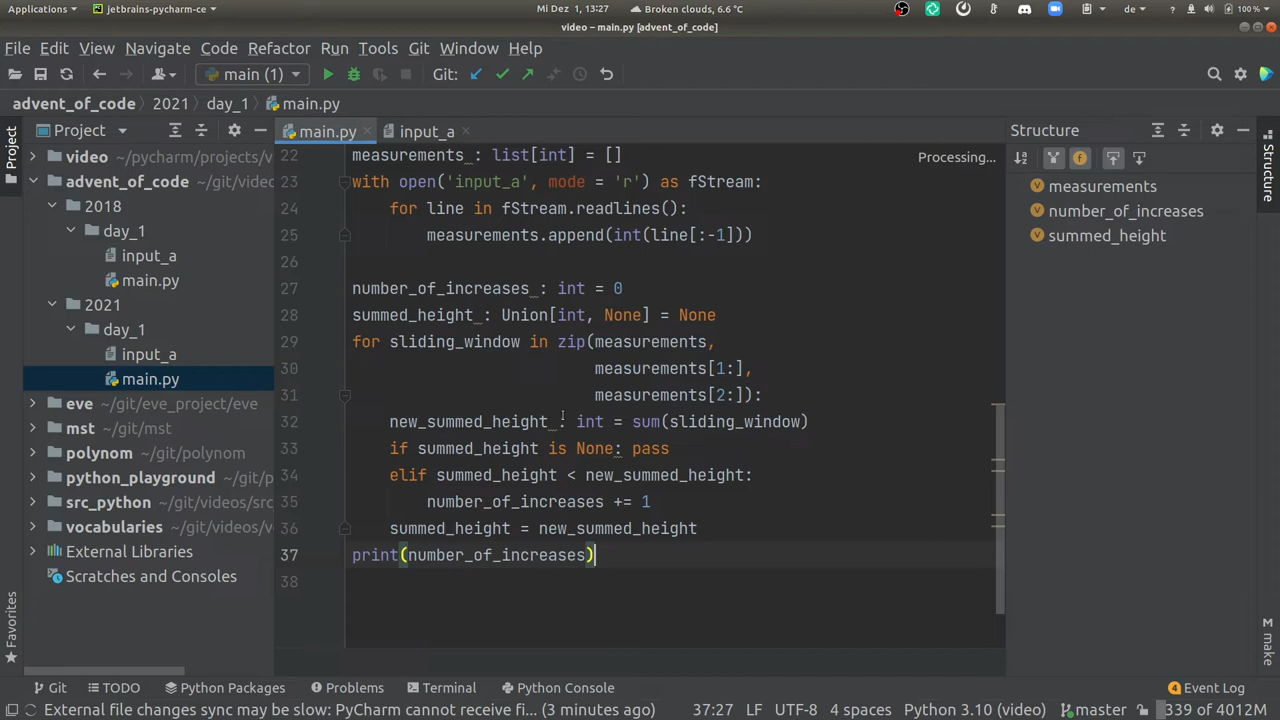 Applications jetbrains-pycharm-ce Mi Dez 1, 13:27 Broken clouds, 6.6 °C de 100 %
video – main.py [advent_of_code]
File Edit View Navigate Code Refactor Run Tools Git Window Help
main (1) Git:
advent_of_code 2021 day_1 main.py
Project
Project
main.py input_a
Structure
Structure
video ~/pycharm/projects/v
advent_of_code ~/git/video
2018
day_1
input_a
main.py
2021
day_1
input_a
main.py
eve ~/git/eve_project/eve
mst ~/git/mst
polynom ~/git/polynom
python_playground ~/git/
src_python ~/git/videos/src
vocabularies ~/git/videos/
External Libraries
Scratches and Consoles
22 measurements_: list[int] = []
Processing...
23 with open('input_a', mode = 'r') as fStream:
24 for line in fStream.readlines():
25 measurements.append(int(line[:-1]))
26
27 number_of_increases_: int = 0
28 summed_height_: Union[int, None] = None
29 for sliding_window in zip(measurements,
30 measurements[1:],
31 measurements[2:]):
32 new_summed_height_: int = sum(sliding_window)
33 if summed_height is None: pass
34 elif summed_height < new_summed_height:
35 number_of_increases += 1
36 summed_height = new_summed_height
37 print(number_of_increases)
38
measurements
number_of_increases
summed_height
Favorites
make
Git TODO Python Packages Problems Terminal Python Console 4 Event Log
External file changes sync may be slow: PyCharm cannot receive fi... (3 minutes ago) 37:27 LF UTF-8 4 spaces Python 3.10 (video) master 339 of 4012M